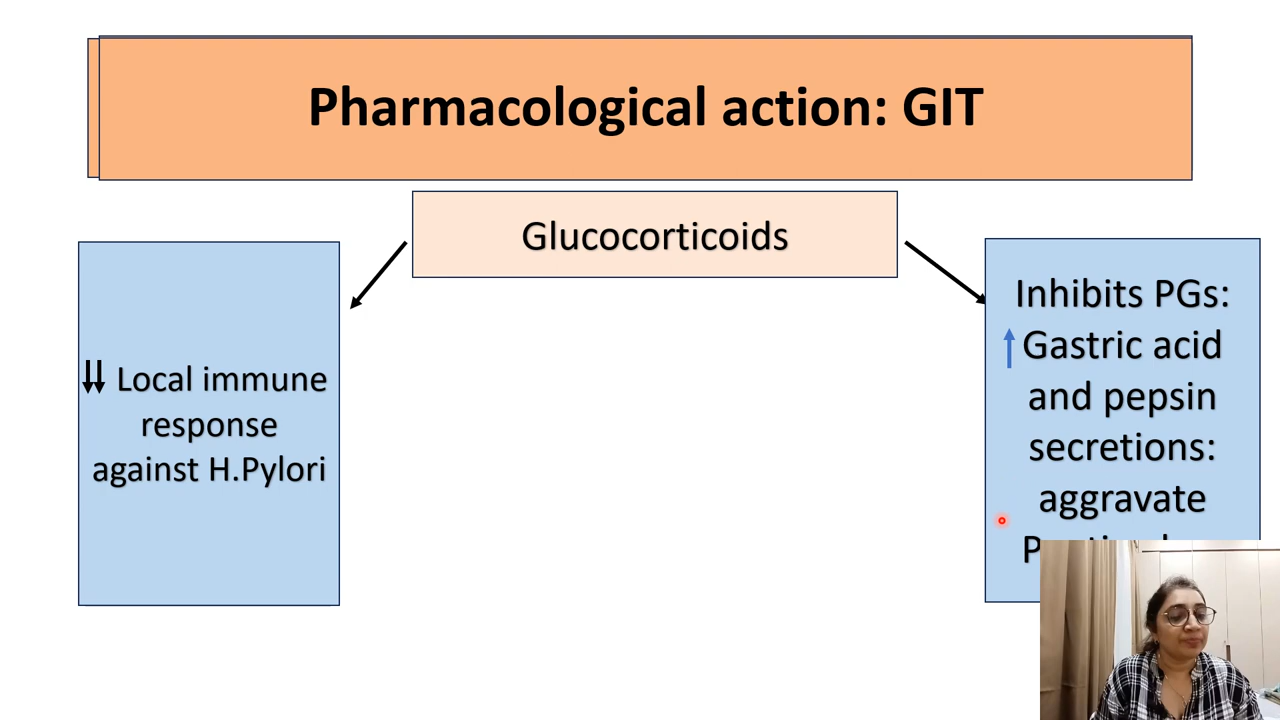 Pharmacological action: GIT
Glucocorticoids
Local immune
response
against H.Pylori
Inhibits PGs:
Gastric acid
and pepsin
secretions:
aggravate